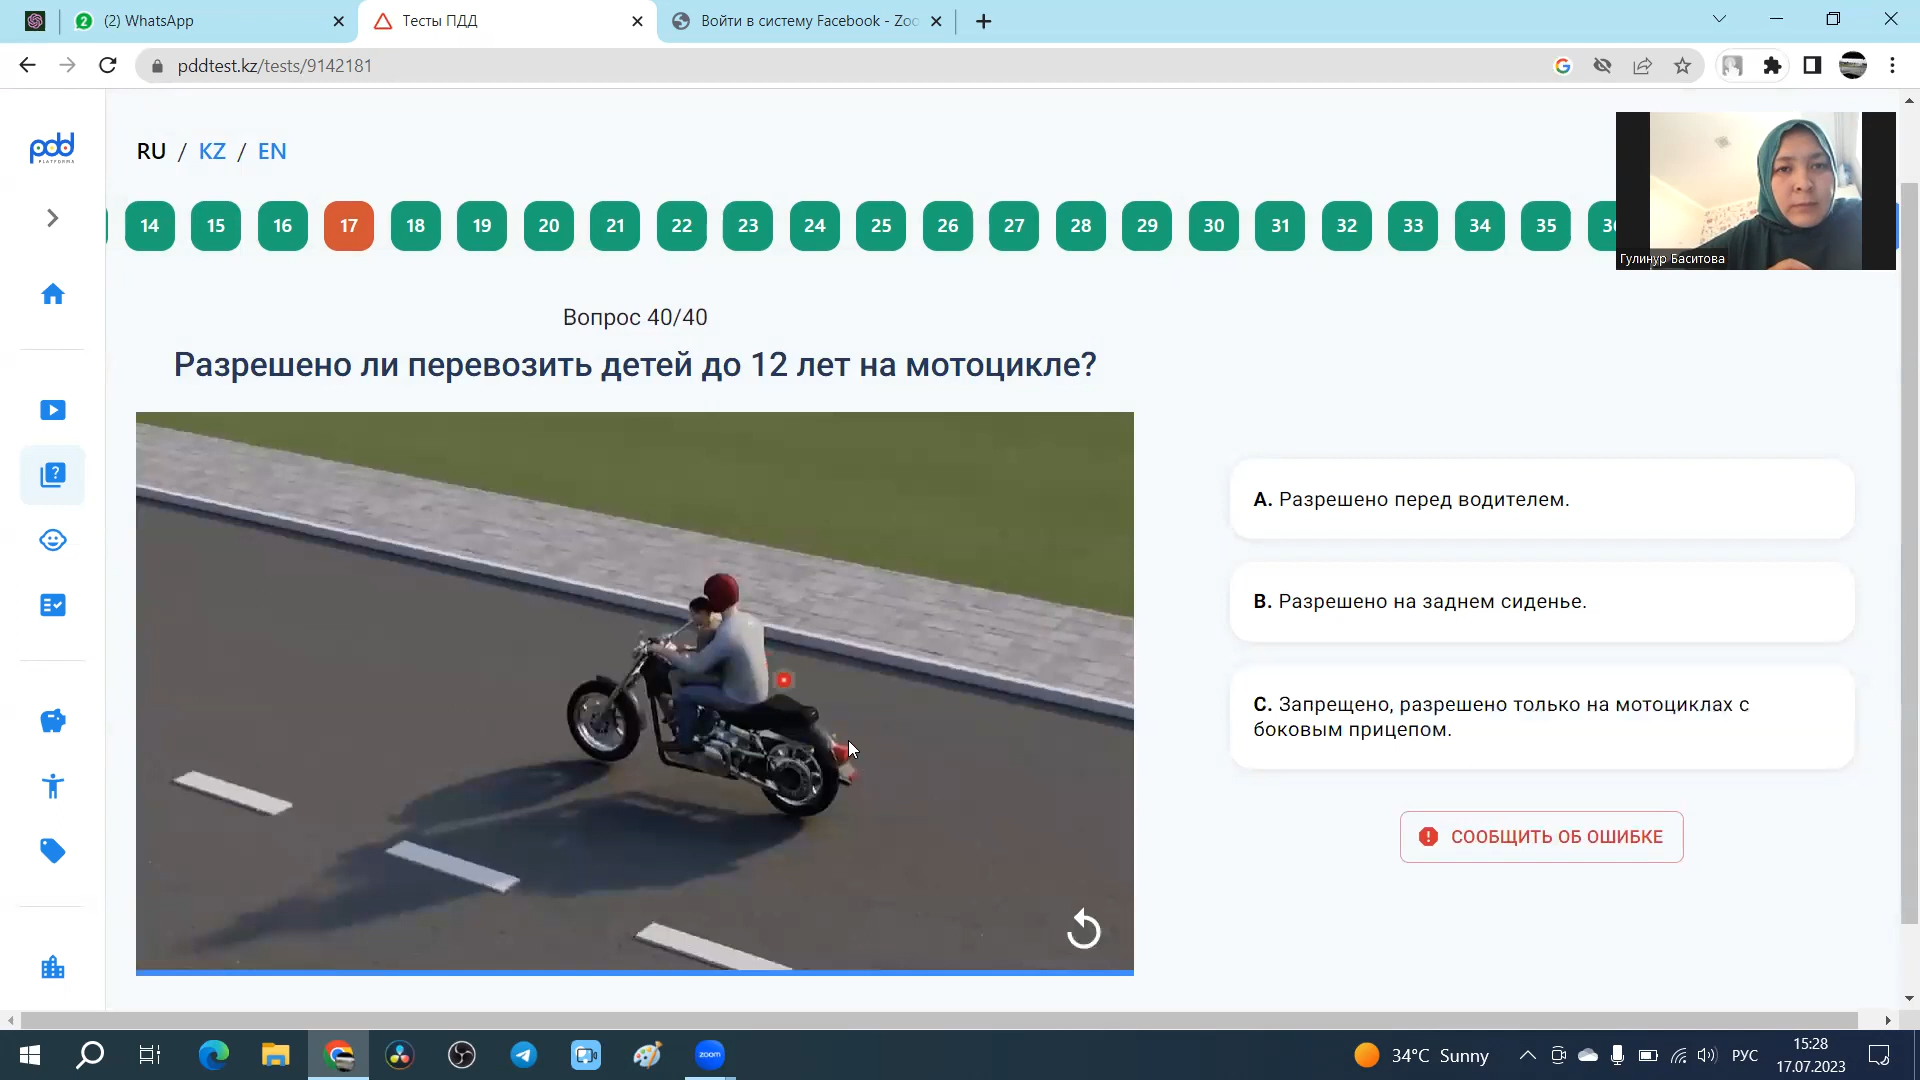 (2) WhatsApp
Тесты ПДД
Войти в систему Facebook - Zoo
pddtest.kz/tests/9142181
pdd
PLATFORMA
RU / KZ / EN
14 15 16 17 18 19 20 21 22 23 24 25 26 27 28 29 30 31 32 33 34 35 36
Гулинур Баситова
Вопрос 40/40
Разрешено ли перевозить детей до 12 лет на мотоцикле?
A. Разрешено перед водителем.
B. Разрешено на заднем сиденье.
C. Запрещено, разрешено только на мотоциклах с
боковым прицепом.
СООБЩИТЬ ОБ ОШИБКЕ
zoom
34°C Sunny
РУС
15:28
17.07.2023